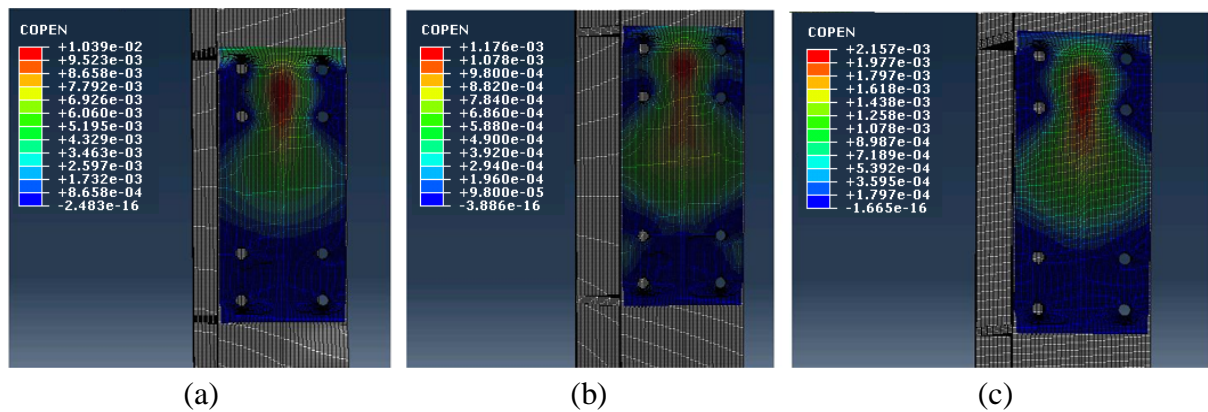 COPEN
+1.039e-02
+9.523e-03
+8.658e-03
+7.792e-03
+6.926e-03
+6.060e-03
+5.195e-03
+4.329e-03
+3.463e-03
+2.597e-03
+1.732e-03
+8.658e-04
-2.483e-16
(a)
COPEN
+1.176e-03
+1.078e-03
+9.800e-04
+8.820e-04
+7.840e-04
+6.860e-04
+5.880e-04
+4.900e-04
+3.920e-04
+2.940e-04
+1.960e-04
+9.800e-05
-3.886e-16
(b)
COPEN
+2.157e-03
+1.977e-03
+1.797e-03
+1.618e-03
+1.438e-03
+1.258e-03
+1.078e-03
+8.987e-04
+7.189e-04
+5.392e-04
+3.595e-04
+1.797e-04
-1.665e-16
(c)